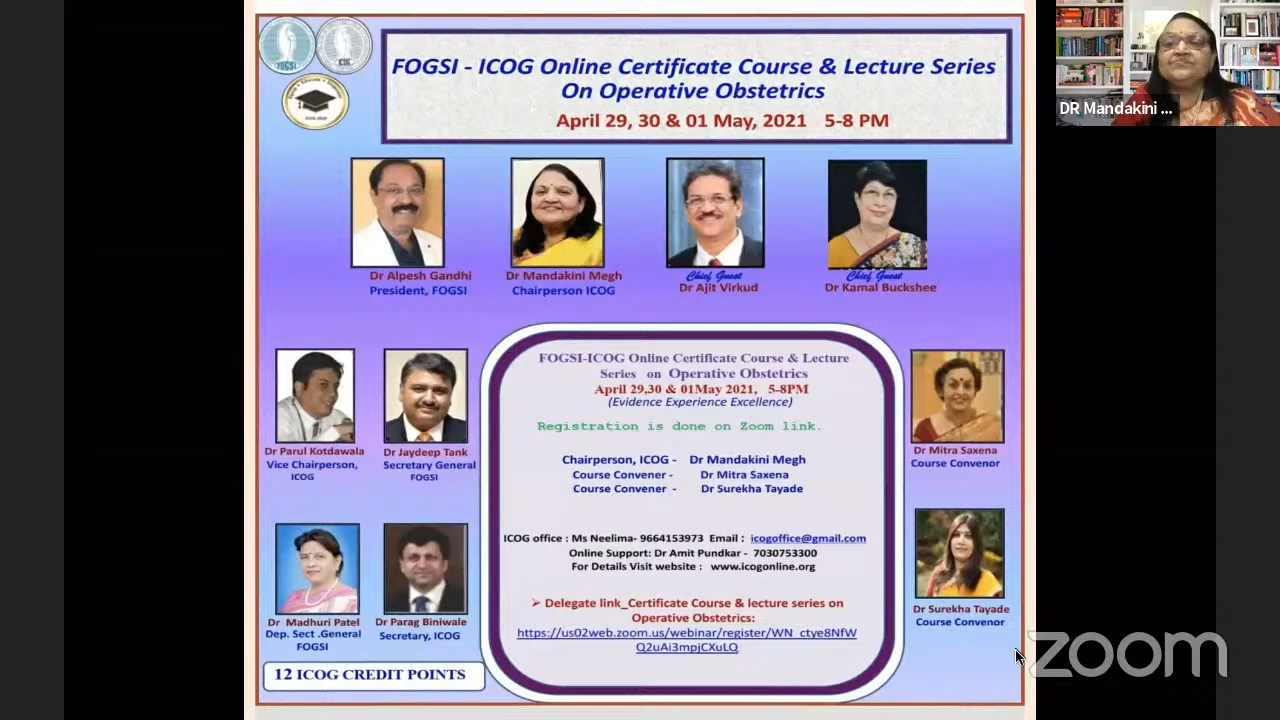 FOGSI
ICOG
FOGSI - ICOG Online Certificate Course & Lecture Series
On Operative Obstetrics
April 29, 30 & 01 May, 2021 5-8 PM
DR Mandakini ...
Dr Alpesh Gandhi
President, FOGSI
Dr Mandakini Megh
Chairperson ICOG
Chief Guest
Dr Ajit Virkud
Chief Guest
Dr Kamal Buckshee
Dr Parul Kotdawala
Vice Chairperson,
ICOG
Dr Jaydeep Tank
Secretary General
FOGSI
Dr Madhuri Patel
Dep. Sect .General
FOGSI
Dr Parag Biniwale
Secretary, ICOG
12 ICOG CREDIT POINTS
FOGSI-ICOG Online Certificate Course & Lecture
Series on Operative Obstetrics
April 29,30 & 01May 2021, 5-8PM
(Evidence Experience Excellence)
Registration is done on Zoom link.
Chairperson, ICOG - Dr Mandakini Megh
Course Convener - Dr Mitra Saxena
Course Convener - Dr Surekha Tayade
ICOG office : Ms Neelima- 9664153973 Email : icogoffice@gmail.com
Online Support: Dr Amit Pundkar - 7030753300
For Details Visit website : www.icogonline.org
➢ Delegate link_Certificate Course & lecture series on
Operative Obstetrics:
https://us02web.zoom.us/webinar/register/WN_ctye8NfW
Q2uAi3mpjCXuLQ
Dr Mitra Saxena
Course Convenor
Dr Surekha Tayade
Course Convenor
zoom